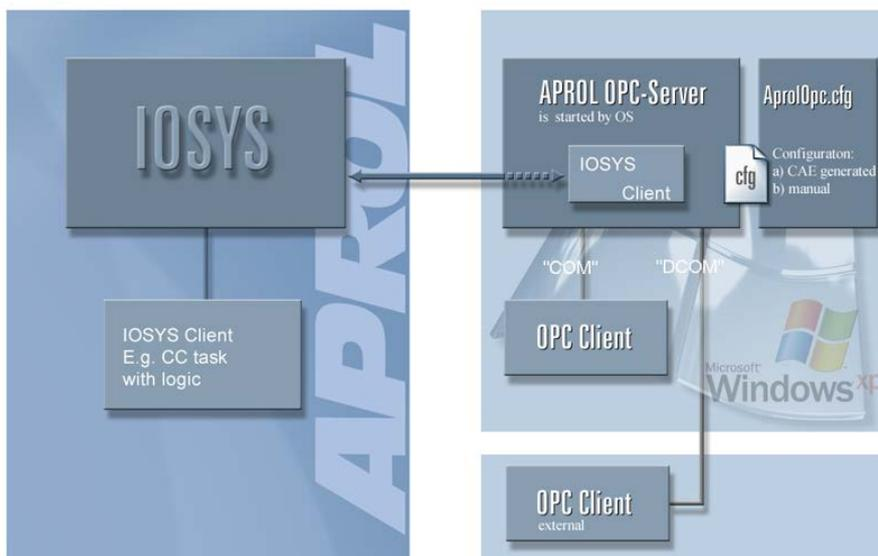 IOSYS
IOSYS Client
E.g. CC task
with logic
APROL
APROL OPC-Server
is started by OS
IOSYS
Client
cfg
AprolOpc.cfg
Configuraton:
a) CAE generated
b) manual
"COM"
"DCOM"
OPC Client
Microsoft
Windows xp
OPC Client
external